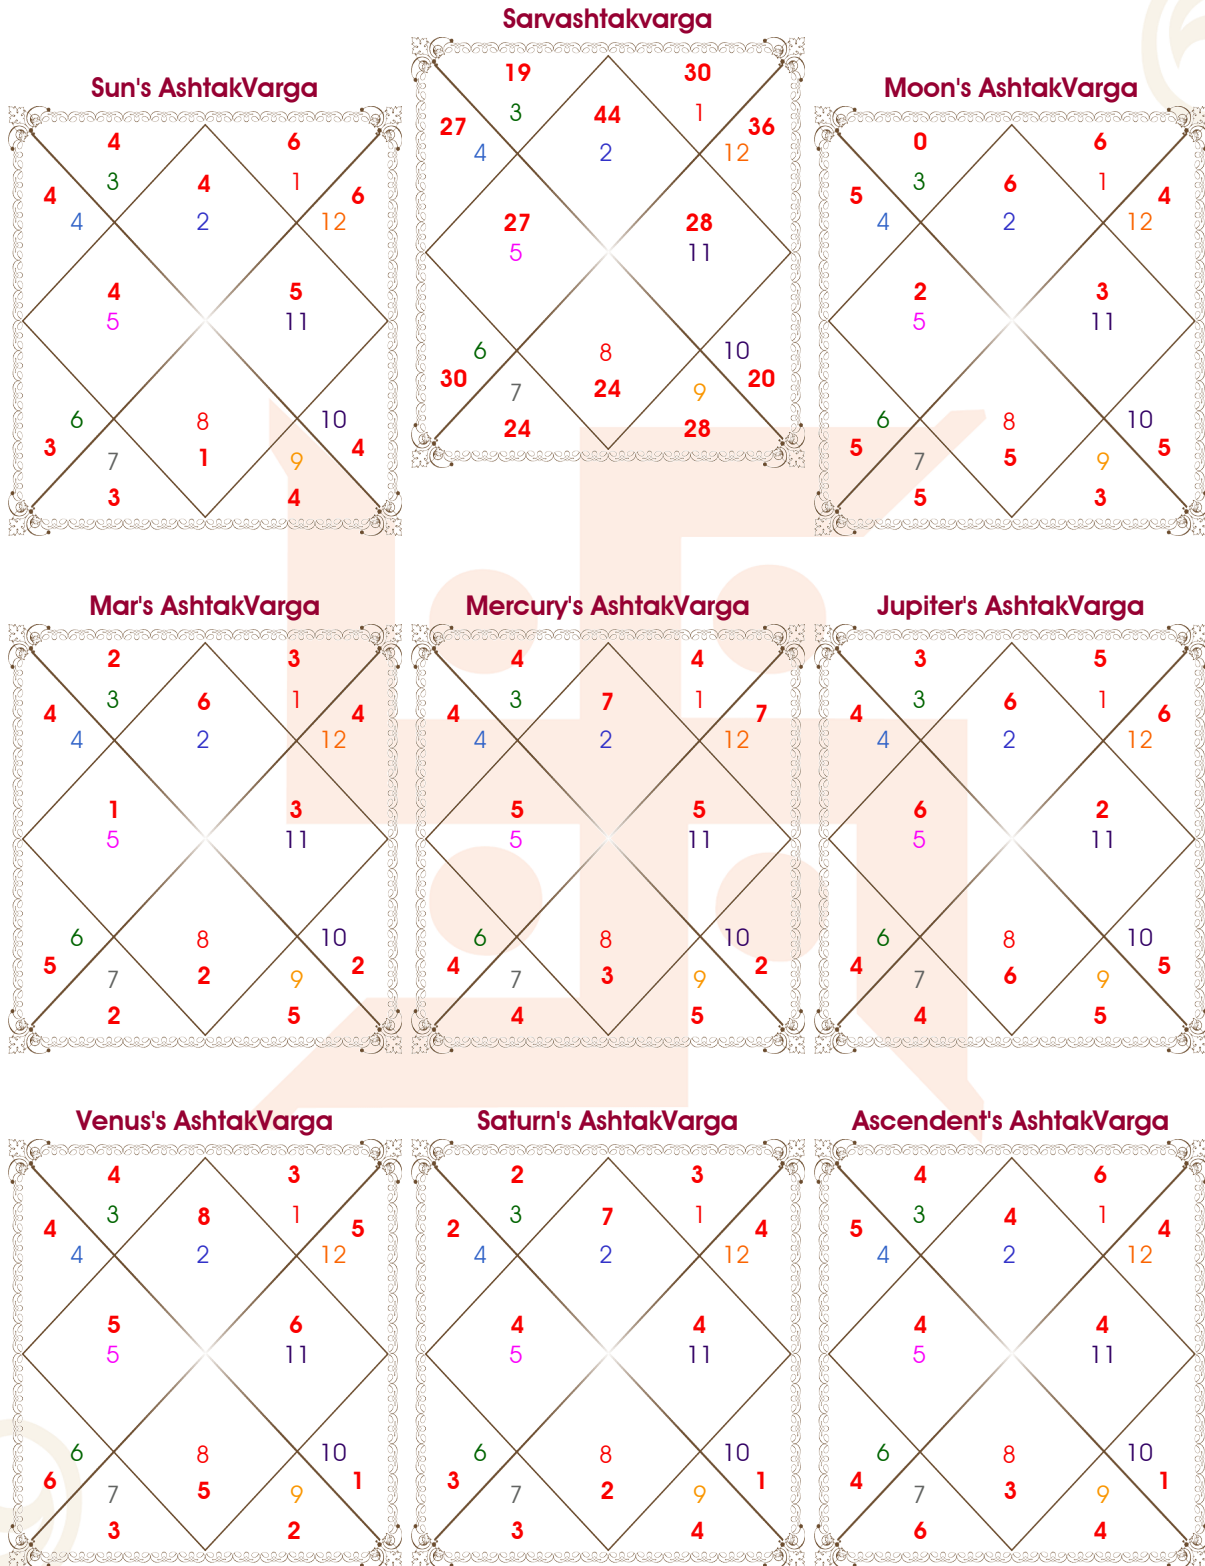 Sarvashtakvarga
19 30
3 44 1
27 36
4 2 12
27 28
5 11
6 8 10
30 24 20
7 9
24 28
Sun's AshtakVarga
4 6
3 4 1
4 6
4 2 12
4 5
5 11
6 8 10
3 1 4
7 9
3 4
Moon's AshtakVarga
0 6
3 6 1
5 4
4 2 12
2 3
5 11
6 8 10
5 5 5
7 9
5 3
Mar's AshtakVarga
2 3
3 6 1
4 4
4 2 12
1 3
5 11
6 8 10
5 2 2
7 9
2 5
Mercury's AshtakVarga
4 4
3 7 1
4 7
4 2 12
5 5
5 11
6 8 10
4 3 2
7 9
4 5
Jupiter's AshtakVarga
3 5
3 6 1
4 6
4 2 12
6 2
5 11
6 8 10
4 6 5
7 9
4 5
Venus's AshtakVarga
4 3
3 8 1
4 5
4 2 12
5 6
5 11
6 8 10
6 5 1
7 9
3 2
Saturn's AshtakVarga
2 3
3 7 1
2 4
4 2 12
4 4
5 11
6 8 10
3 2 1
7 9
3 4
Ascendent's AshtakVarga
4 6
3 4 1
5 4
4 2 12
4 4
5 11
6 8 10
4 3 1
7 9
6 4